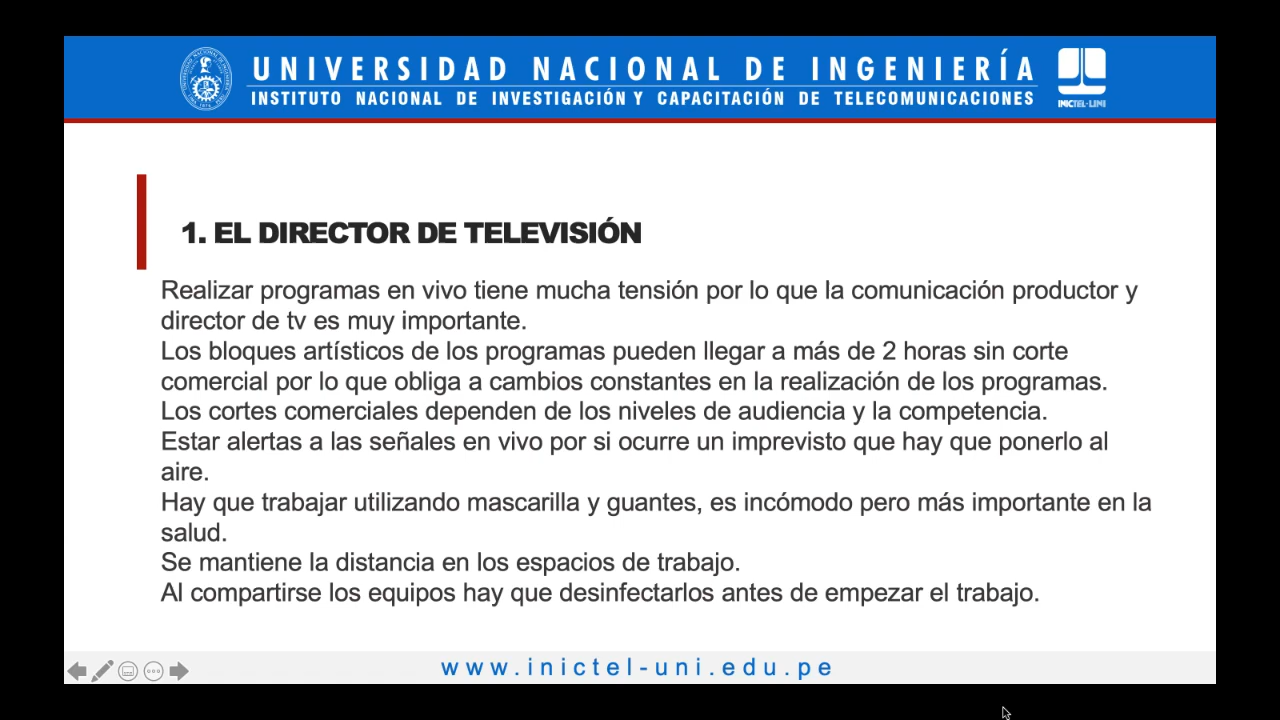 UNIVERSIDAD NACIONAL DE INGENIERÍA
INSTITUTO NACIONAL DE INVESTIGACIÓN Y CAPACITACIÓN DE TELECOMUNICACIONES
INICTEL-UNI
1. EL DIRECTOR DE TELEVISIÓN
Realizar programas en vivo tiene mucha tensión por lo que la comunicación productor y
director de tv es muy importante.
Los bloques artísticos de los programas pueden llegar a más de 2 horas sin corte
comercial por lo que obliga a cambios constantes en la realización de los programas.
Los cortes comerciales dependen de los niveles de audiencia y la competencia.
Estar alertas a las señales en vivo por si ocurre un imprevisto que hay que ponerlo al
aire.
Hay que trabajar utilizando mascarilla y guantes, es incómodo pero más importante en la
salud.
Se mantiene la distancia en los espacios de trabajo.
Al compartirse los equipos hay que desinfectarlos antes de empezar el trabajo.
www.inictel-uni.edu.pe